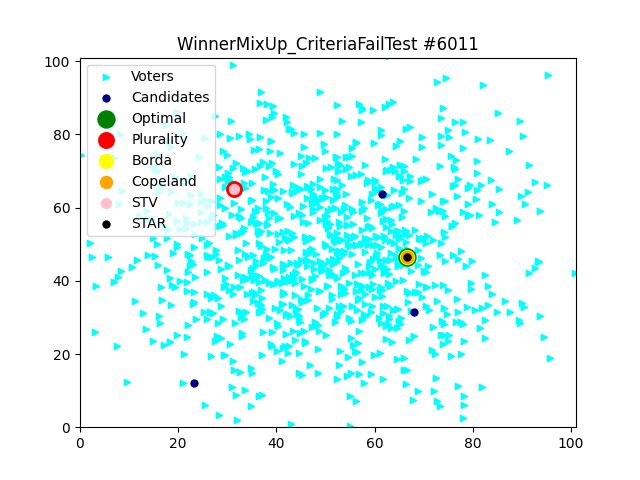 WinnerMixUp_CriteriaFailTest #6011
100
80
60
40
20
0
0 20 40 60 80 100
Voters
Candidates
Optimal
Plurality
Borda
Copeland
STV
STAR